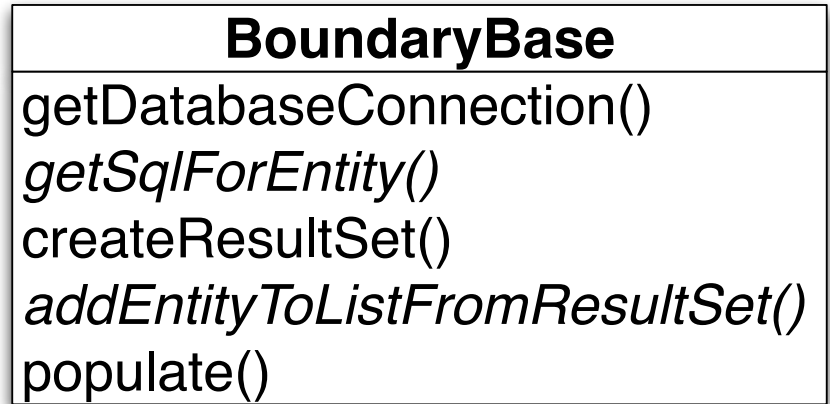 BoundaryBase
getDatabaseConnection()
getSqlForEntity()
createResultSet()
addEntityToListFromResultSet()
populate()